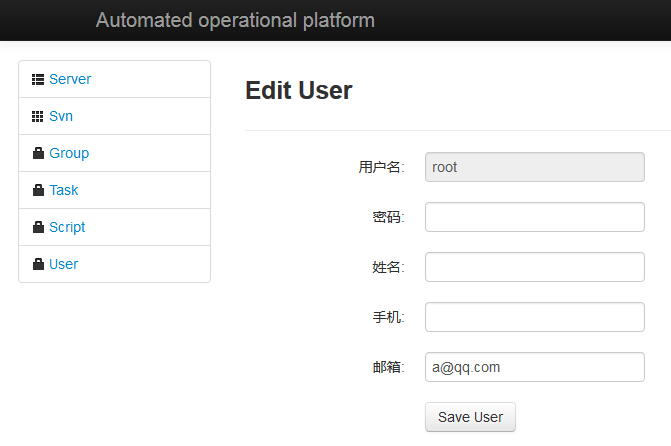 Automated operational platform
Server
Svn
Group
Task
Script
User
Edit User
用户名: root
密码:
姓名:
手机:
邮箱: a@qq.com
Save User